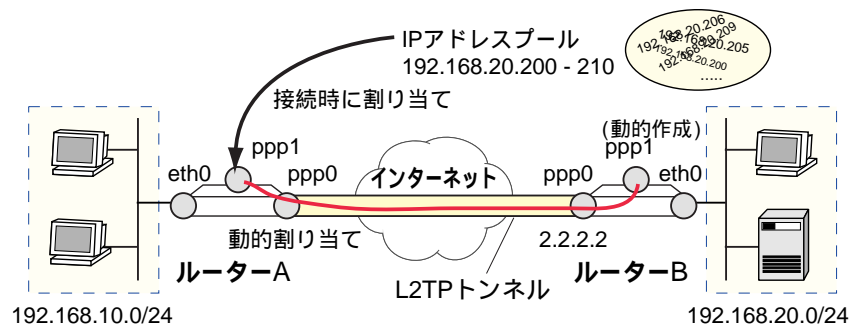 IPアドレスプール
192.168.20.200 - 210
192.168.20.206
192.168.20.205
192.168.20.209
192.168.20.200
.....
接続時に割り当て
(動的作成)
ppp1
ppp1
eth0
ppp0
インターネット
ppp0
eth0
動的割り当て
2.2.2.2
ルーターA
L2TPトンネル
ルーターB
192.168.10.0/24
192.168.20.0/24